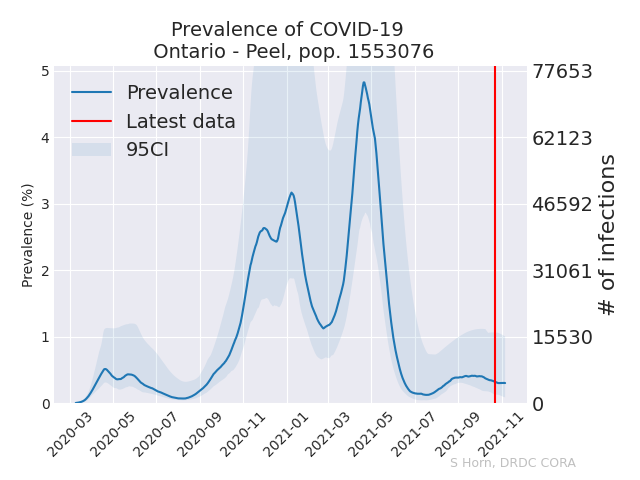 Prevalence of COVID-19
Ontario - Peel, pop. 1553076
Prevalence
Latest data
95CI
Prevalence (%)
5
4
3
2
1
0
77653
62123
46592
31061
15530
0
# of infections
2020-03
2020-05
2020-07
2020-09
2020-11
2021-01
2021-03
2021-05
2021-07
2021-09
2021-11
S Horn, DRDC CORA